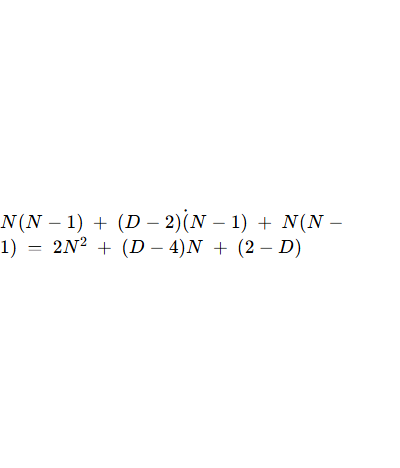 N(N − 1) + (D − 2)(N − 1) + N(N −
1) = 2N² + (D − 4)N + (2 − D)